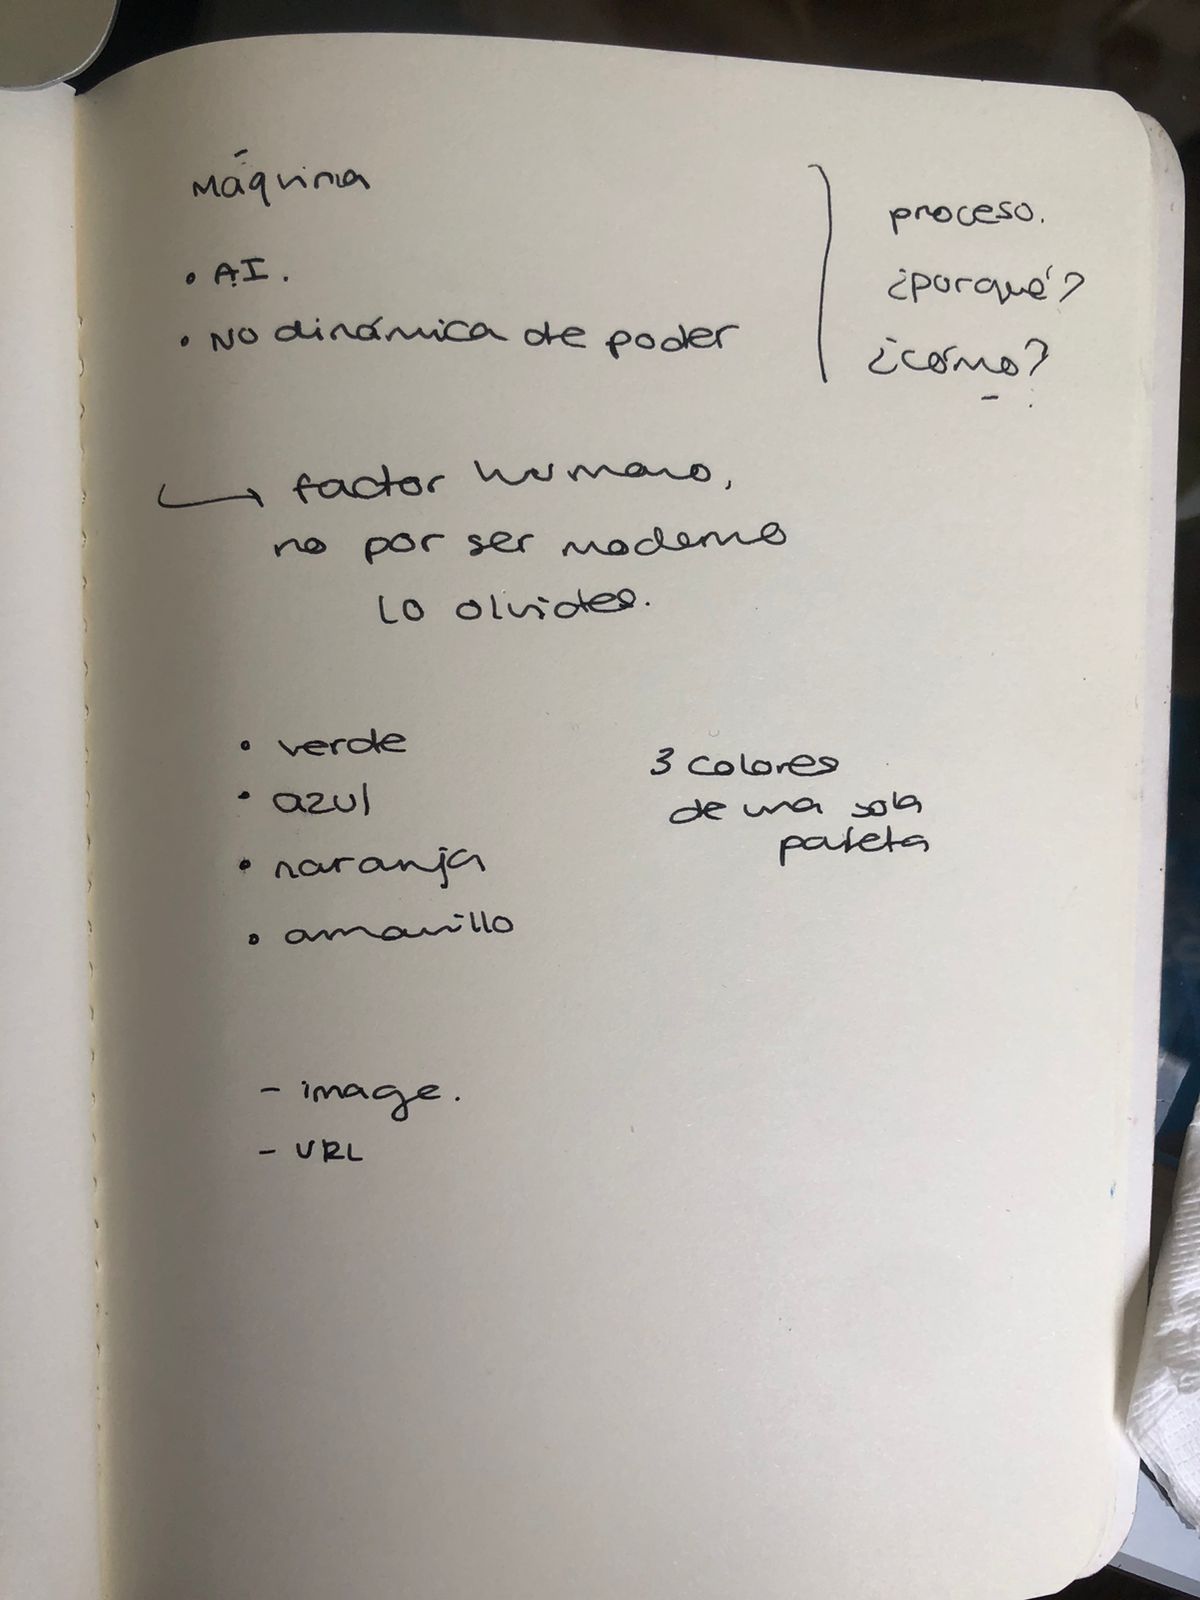 Máquina
• AI.
• No dinámica de poder
proceso.
¿porqué?
¿cómo?
factor humano,
no por ser moderno
lo olvides.
• verde
• azul
• naranja
• amarillo
3 colores
de una sola
paleta
- image.
- URL